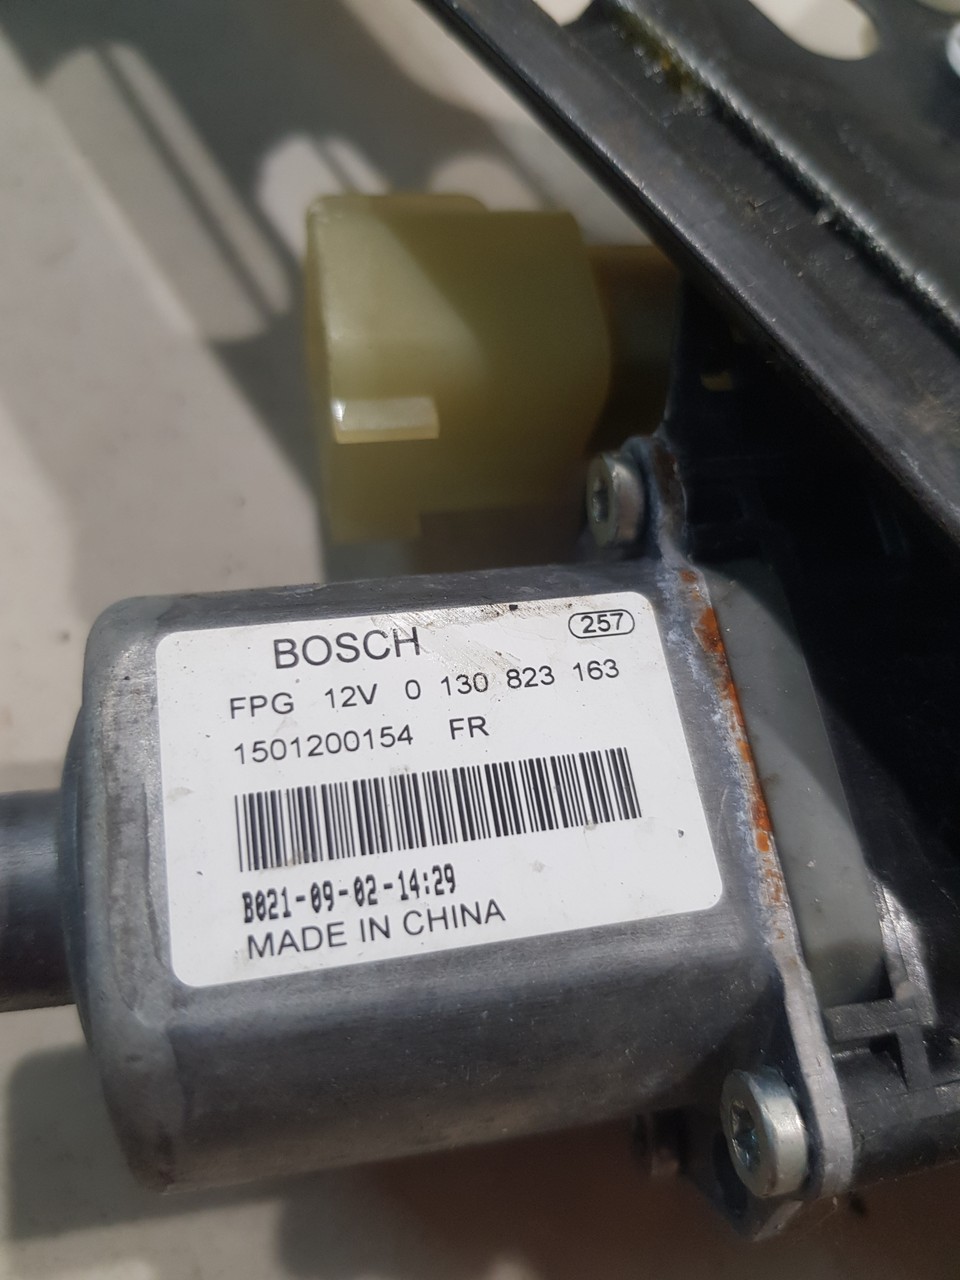 BOSCH 257
FPG 12V 0 130 823 163
1501200154 FR
B021-09-02-14:29
MADE IN CHINA